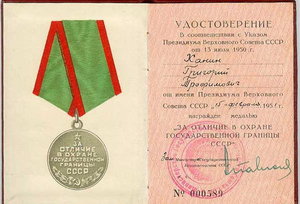 ЗА
ОТЛИЧИЕ
В ОХРАНЕ
ГОСУДАРСТВЕННОЙ
ГРАНИЦЫ
СССР
УДОСТОВЕРЕНИЕ
В соответствии с Указом
Президиума Верховного Совета СССР
от 13 июля 1950 г.
Ханин
Григорий
Трофимович
от имени Президиума Верховного
Совета СССР „15" февраля 1951 г.
награжден медалью
„ЗА ОТЛИЧИЕ В ОХРАНЕ
ГОСУДАРСТВЕННОЙ ГРАНИЦЫ
СССР"
№ 000589